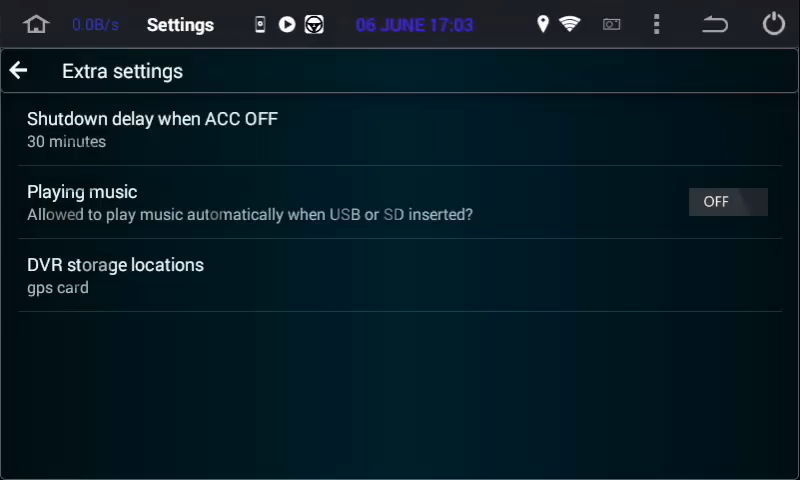 0.0B/s Settings 06 JUNE 17:03
Extra settings
Shutdown delay when ACC OFF
30 minutes
Playing music
Allowed to play music automatically when USB or SD inserted?
OFF
DVR storage locations
gps card